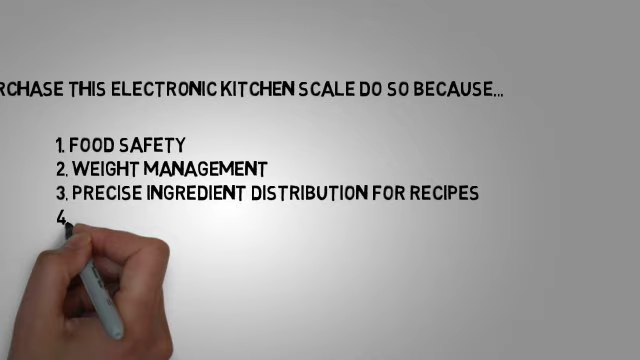 RCHASE THIS ELECTRONIC KITCHEN SCALE DO SO BECAUSE...
1. FOOD SAFETY
2. WEIGHT MANAGEMENT
3. PRECISE INGREDIENT DISTRIBUTION FOR RECIPES
4.